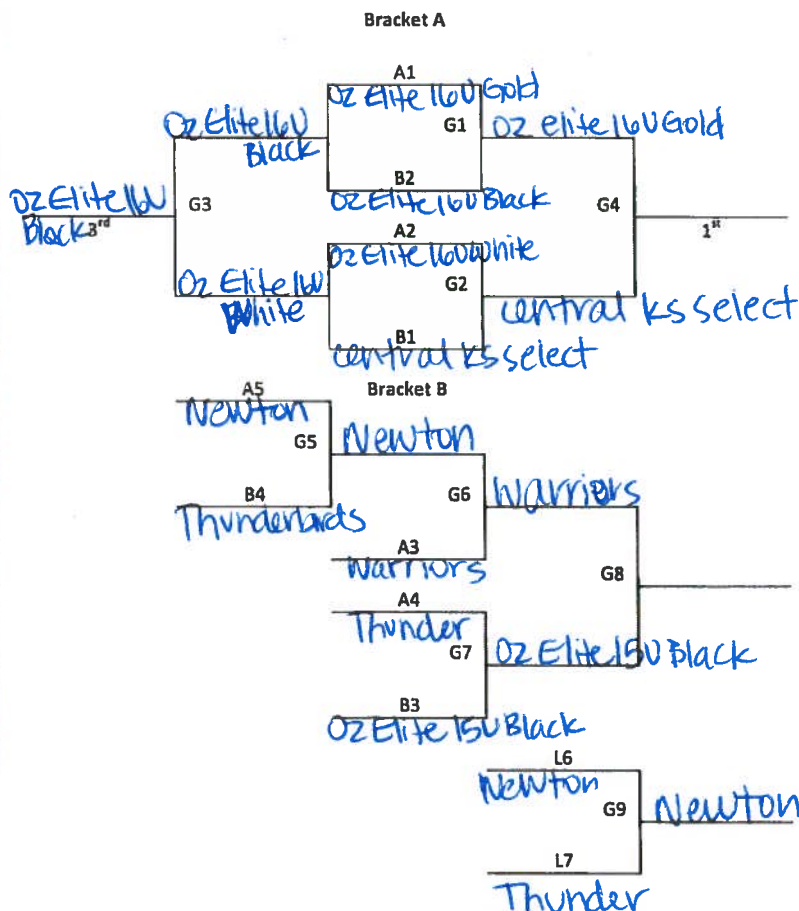 Bracket A
A1
Oz Elite 16U Gold
Oz Elite 16U
Black
G1
Oz elite 16U Gold
B2
Oz Elite 16U Black
Oz Elite 16U
Black 3rd
G3
G4
1st
A2
Oz Elite 16U White
Oz Elite 16U
White
G2
central ks select
B1
central ks select
Bracket B
A5
Newton
G5
Newton
B4
Thunderbirds
G6
Warriors
A3
Warriors
G8
A4
Thunder
G7
Oz Elite 15U Black
B3
Oz Elite 15U Black
L6
Newton
G9
Newton
L7
Thunder